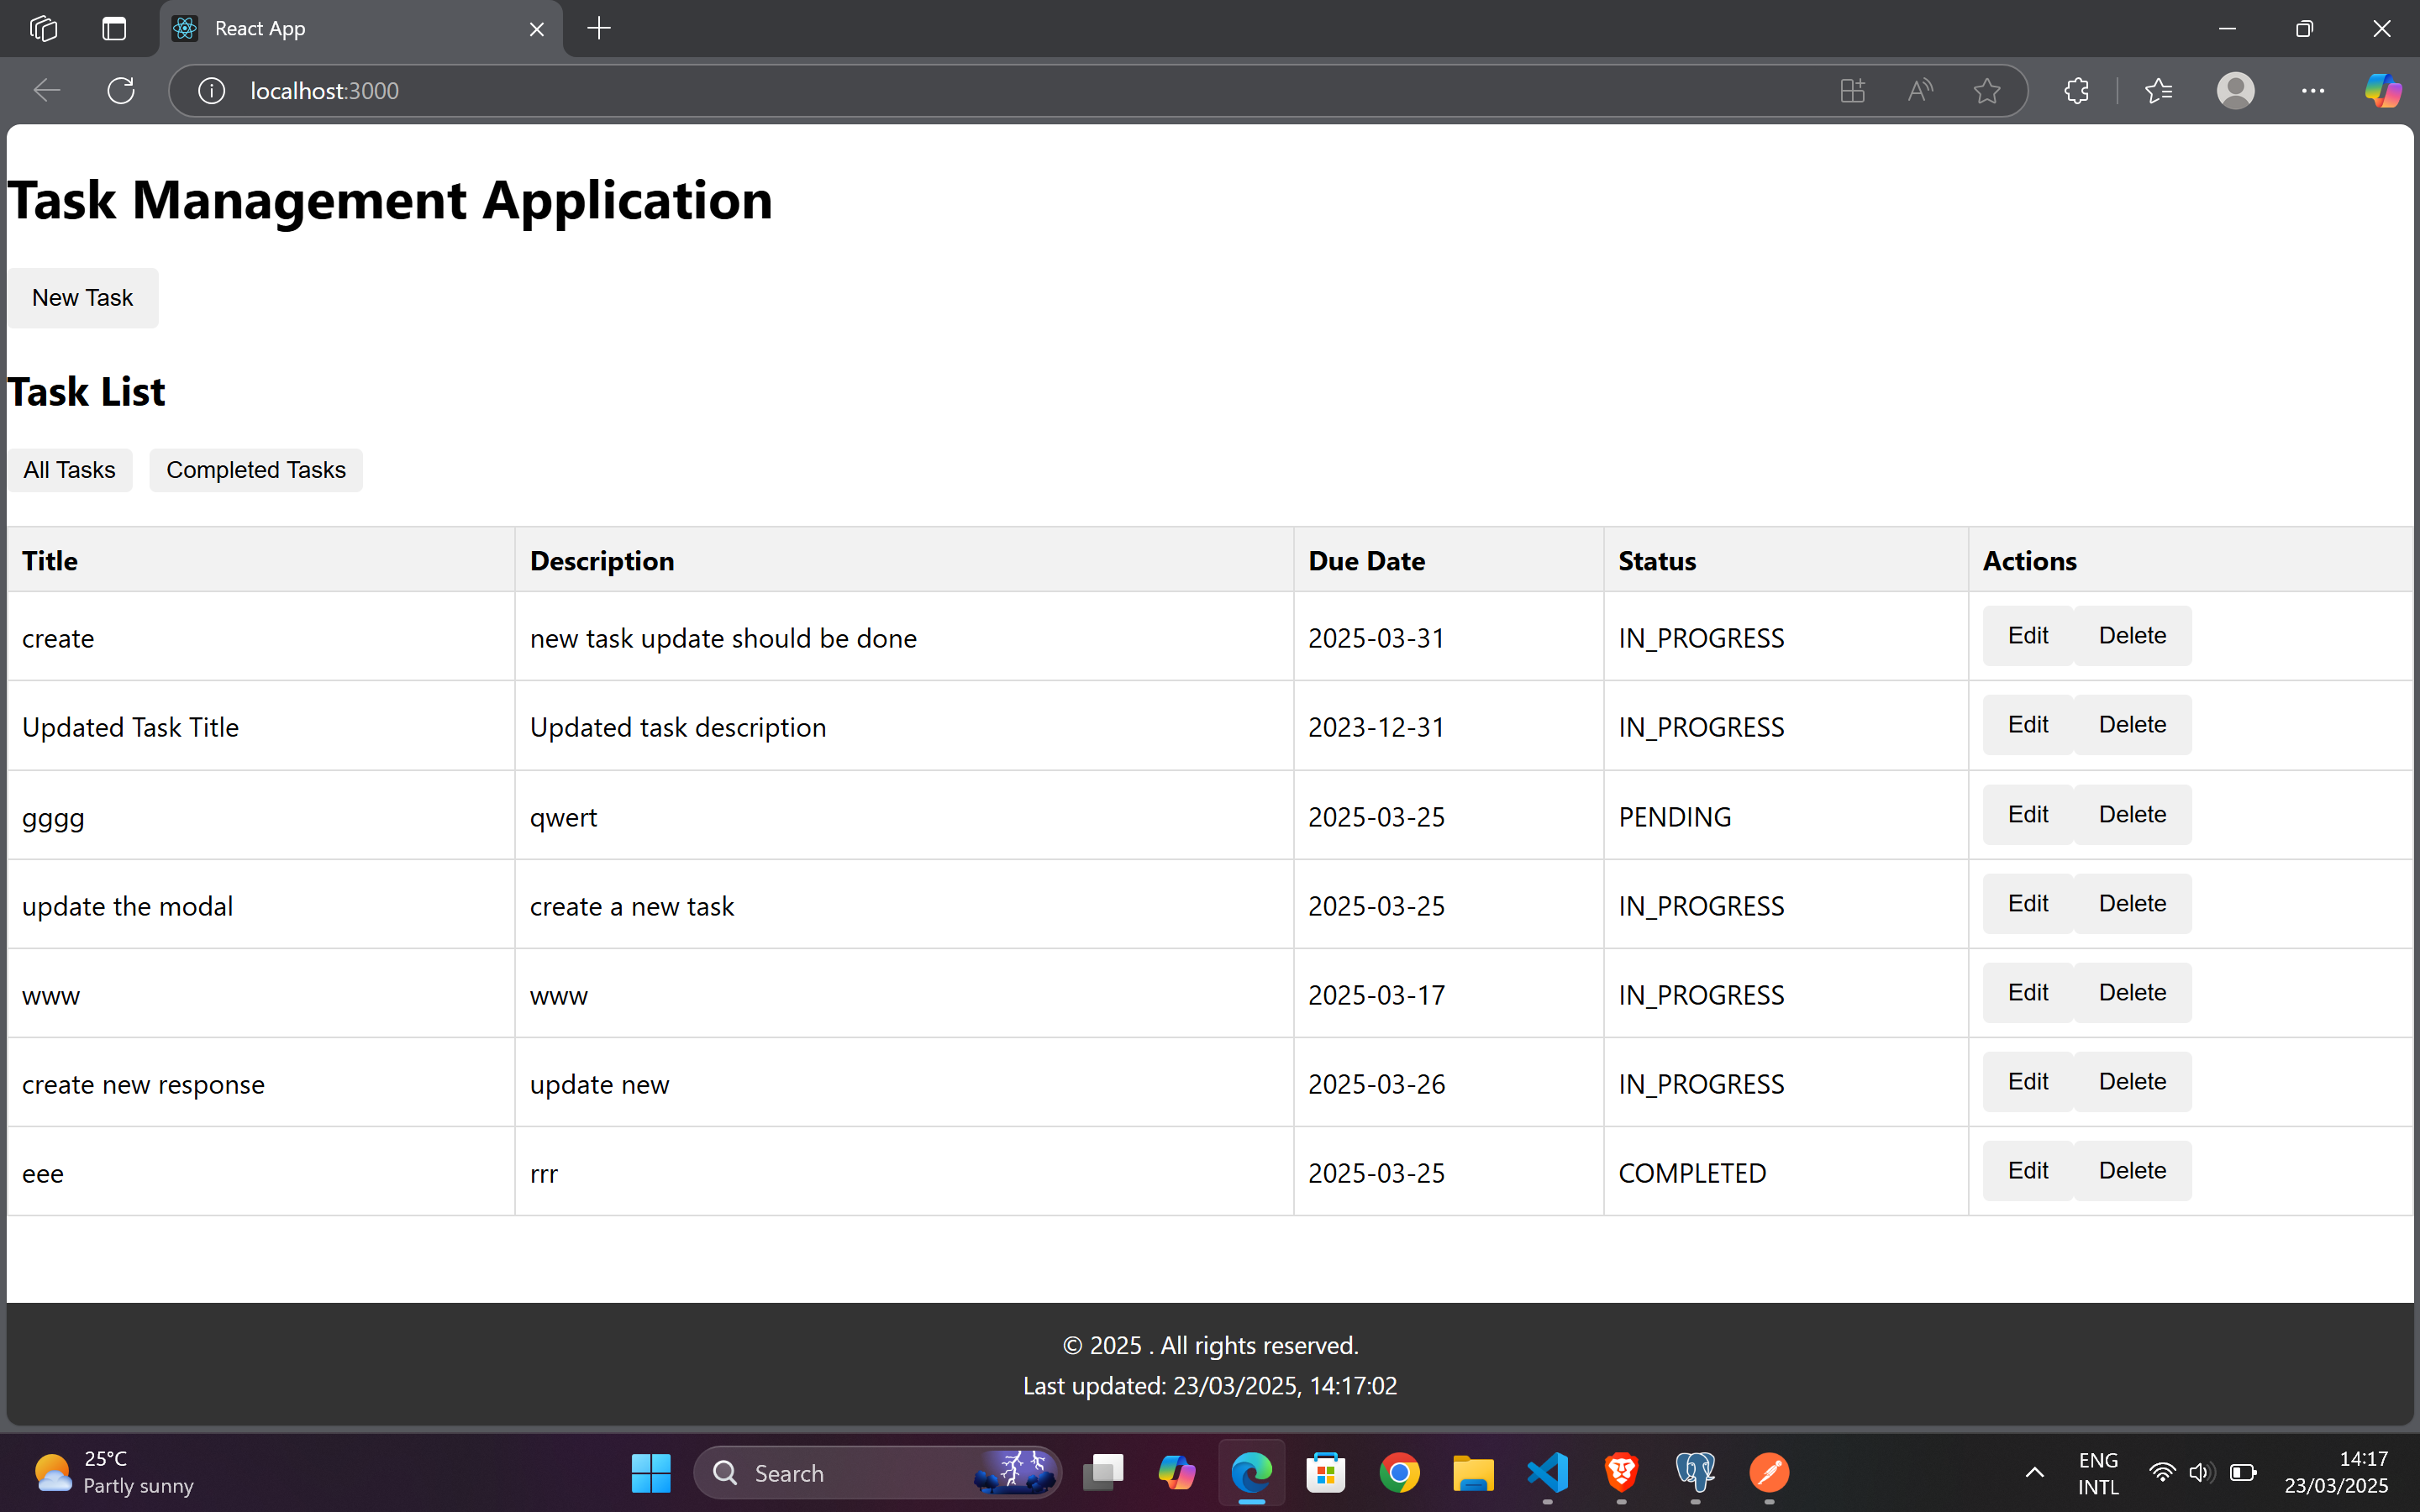 React App
localhost:3000
Task Management Application
New Task
Task List
All Tasks Completed Tasks
Title Description Due Date Status Actions
create new task update should be done 2025-03-31 IN_PROGRESS Edit Delete
Updated Task Title Updated task description 2023-12-31 IN_PROGRESS Edit Delete
gggg qwert 2025-03-25 PENDING Edit Delete
update the modal create a new task 2025-03-25 IN_PROGRESS Edit Delete
www www 2025-03-17 IN_PROGRESS Edit Delete
create new response update new 2025-03-26 IN_PROGRESS Edit Delete
eee rrr 2025-03-25 COMPLETED Edit Delete
© 2025 . All rights reserved.
Last updated: 23/03/2025, 14:17:02
25°C
Partly sunny
Search
ENG
INTL
14:17
23/03/2025